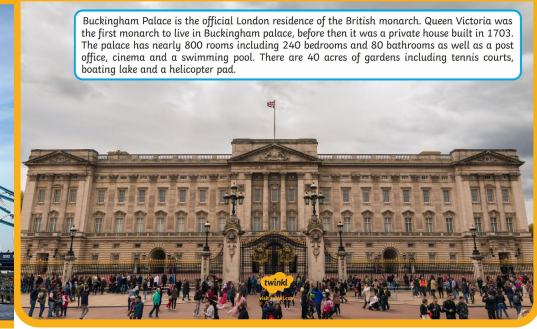 Buckingham Palace is the official London residence of the British monarch. Queen Victoria was
the first monarch to live in Buckingham palace, before then it was a private house built in 1703.
The palace has nearly 800 rooms including 240 bedrooms and 80 bathrooms as well as a post
office, cinema and a swimming pool. There are 40 acres of gardens including tennis courts,
boating lake and a helicopter pad.
twinkl
visit twinkl.com